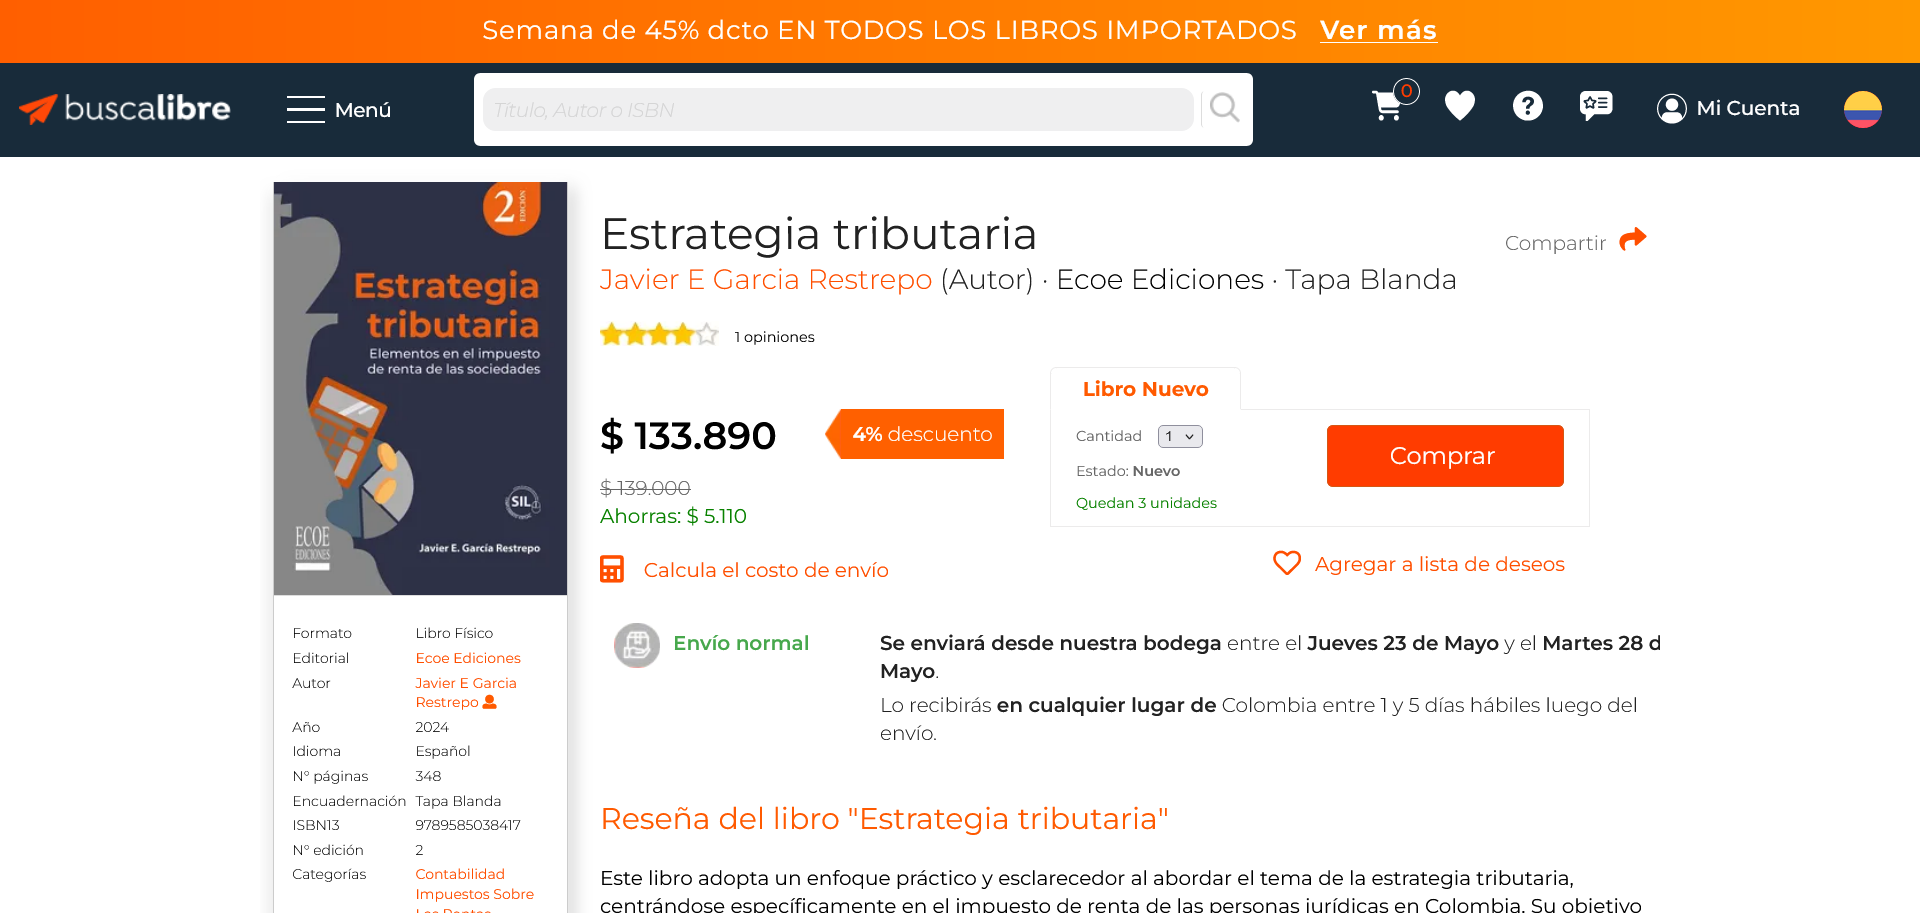 Semana de 45% dcto EN TODOS LOS LIBROS IMPORTADOS Ver más
buscalibre
Menú
Título, Autor o ISBN
0
Mi Cuenta
2 EDICIÓN
Estrategia
tributaria
Elementos en el impuesto
de renta de las sociedades
SIL
ECOE
EDICIONES
Javier E. García Restrepo
Formato Libro Físico
Editorial Ecoe Ediciones
Autor Javier E Garcia
Restrepo
Año 2024
Idioma Español
N° páginas 348
Encuadernación Tapa Blanda
ISBN13 9789585038417
N° edición 2
Categorías Contabilidad
Impuestos Sobre
Estrategia tributaria
Compartir
Javier E Garcia Restrepo (Autor) · Ecoe Ediciones · Tapa Blanda
1 opiniones
$ 133.890
4% descuento
$ 139.000
Ahorras: $ 5.110
Libro Nuevo
Cantidad 1
Estado: Nuevo
Quedan 3 unidades
Comprar
Calcula el costo de envío
Agregar a lista de deseos
Envío normal
Se enviará desde nuestra bodega entre el Jueves 23 de Mayo y el Martes 28 d
Mayo.
Lo recibirás en cualquier lugar de Colombia entre 1 y 5 días hábiles luego del
envío.
Reseña del libro "Estrategia tributaria"
Este libro adopta un enfoque práctico y esclarecedor al abordar el tema de la estrategia tributaria,
centrándose específicamente en el impuesto de renta de las personas jurídicas en Colombia. Su objetivo